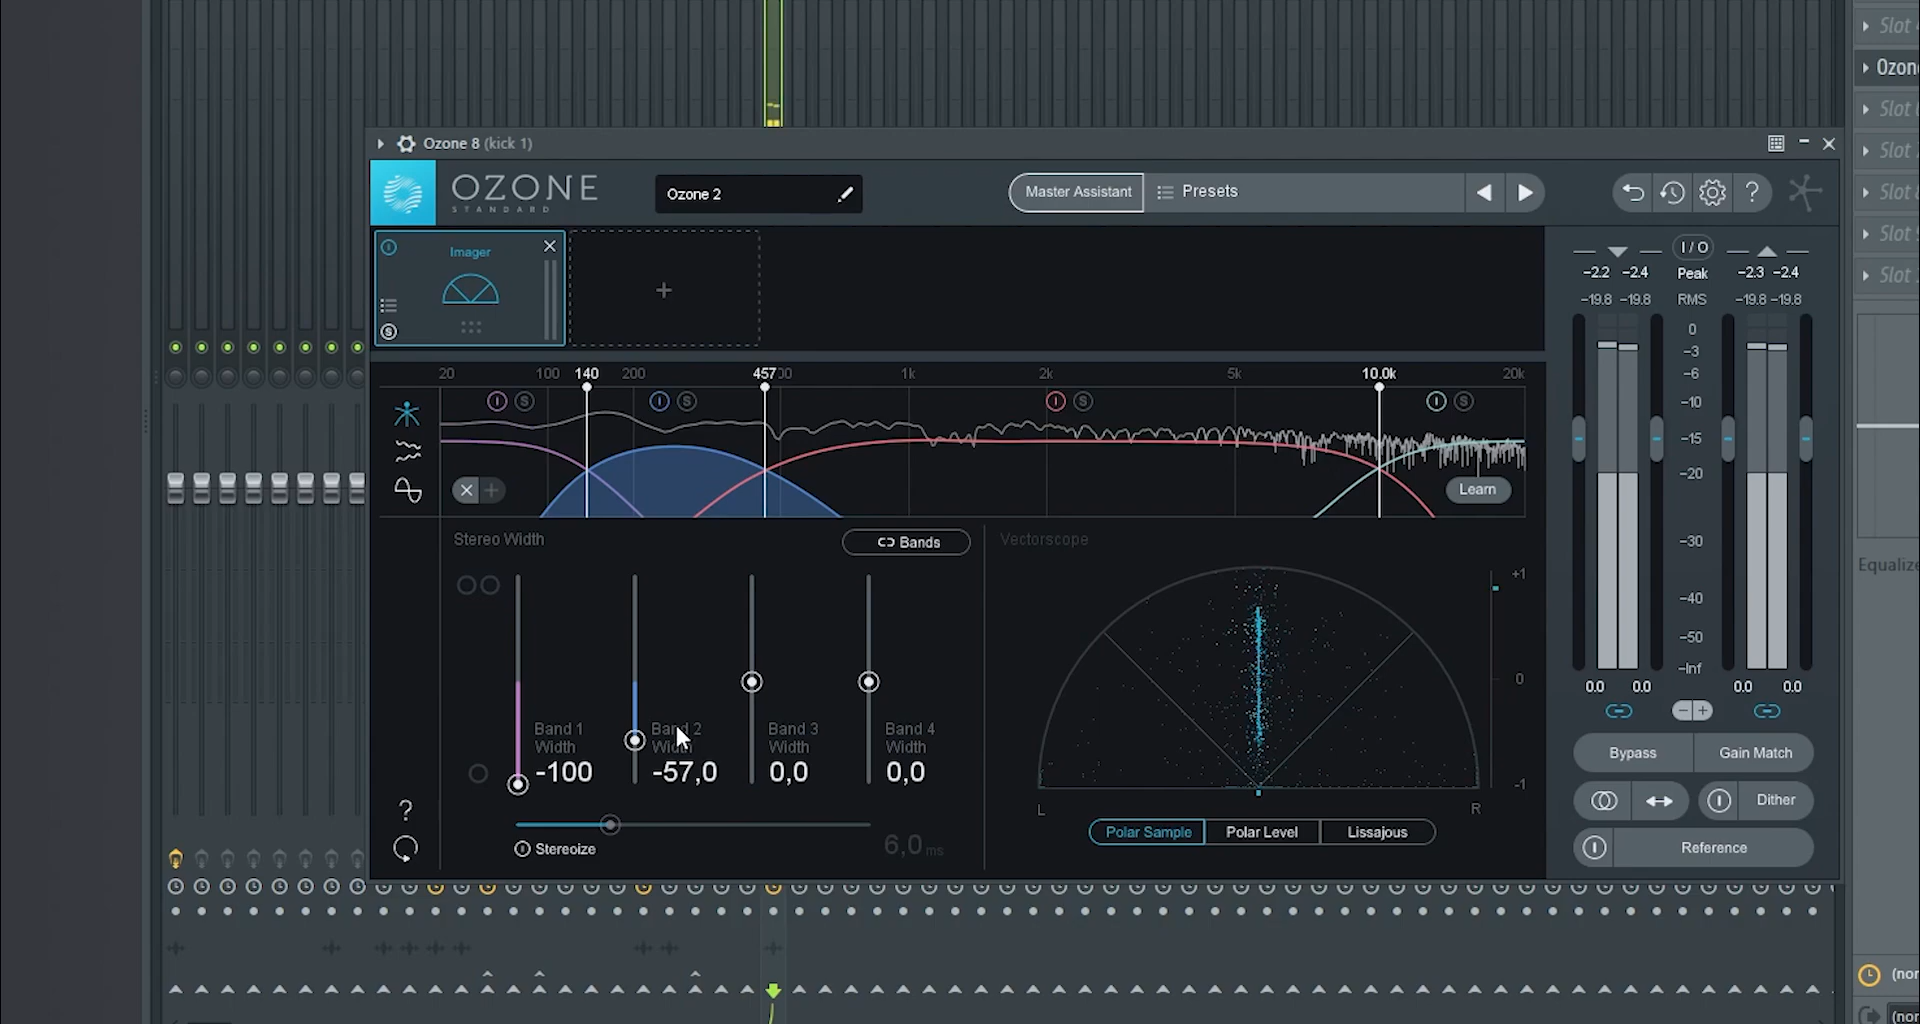 Slot
Ozon
Slot
Slot
Slot
Slot
Slot
Ozone 8 (kick 1)
OZONE
STANDARD
Ozone 2
Master Assistant
Presets
?
Imager
S
+
I/O
-2.2 -2.4 Peak -2.3 -2.4
-19.8 -19.8 RMS -19.8 -19.8
0
-3
-6
-10
-15
-20
-30
-40
-50
-Inf
0.0 0.0 0.0 0.0
20 100 140 200 457 00 1k 2k 5k 10.0k 20k
S S S S
Learn
Stereo Width
Bands
Vectorscope
+1
0
-1
Band 1 Width
-100
Band 2 Width
-57,0
Band 3 Width
0,0
Band 4 Width
0,0
L R
Stereoize
6,0 ms
Polar Sample
Polar Level
Lissajous
?
Bypass
Gain Match
Dither
Reference
Equalize
(nor
(nor